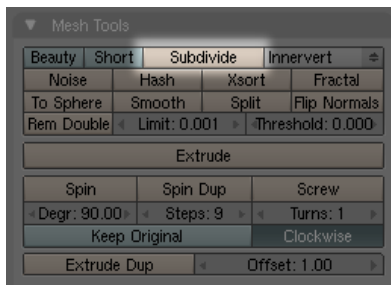 Mesh Tools
Beauty Short Subdivide Innervert
Noise Hash Xsort Fractal
To Sphere Smooth Split Flip Normals
Rem Double Limit: 0.001 Threshold: 0.000
Extrude
Spin Spin Dup Screw
Degr: 90.00 Steps: 9 Turns: 1
Keep Original Clockwise
Extrude Dup Offset: 1.00